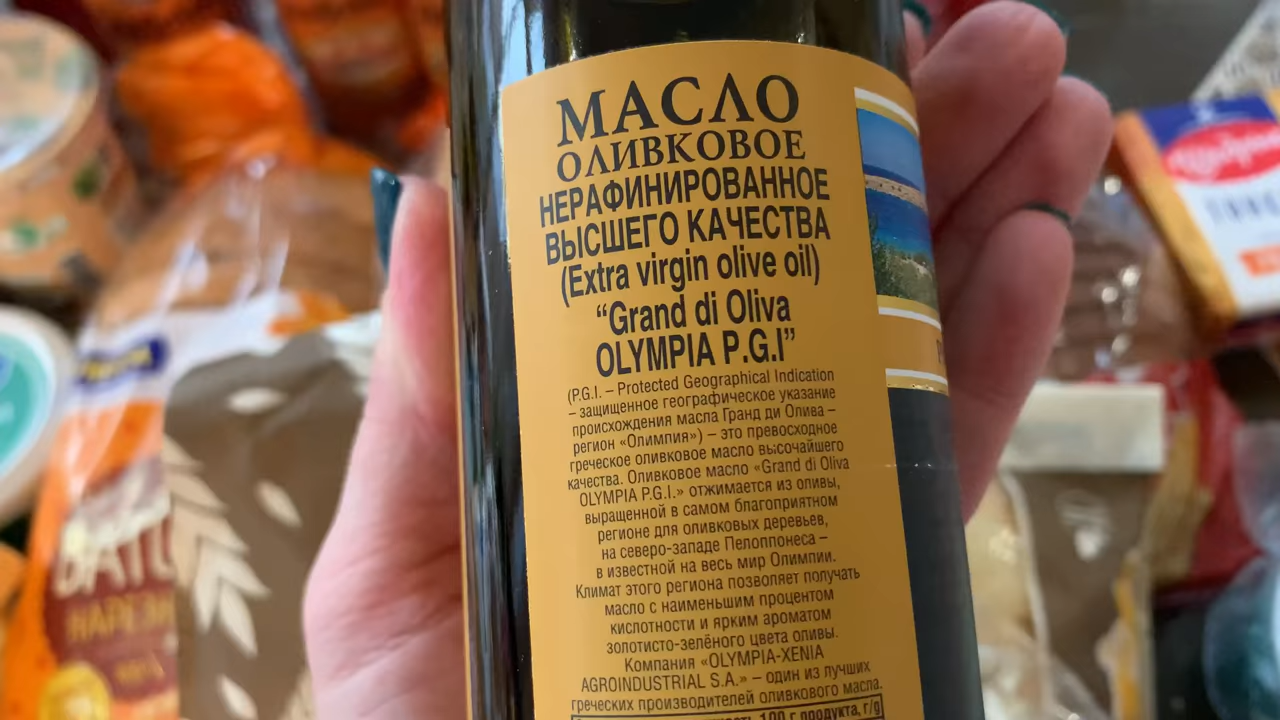 МАСЛО
ОЛИВКОВОЕ
НЕРАФИНИРОВАННОЕ
ВЫСШЕГО КАЧЕСТВА
(Extra virgin olive oil)
“Grand di Oliva
OLYMPIA P.G.I”
(P.G.I. – Protected Geographical Indication
– защищенное географическое указание
происхождения масла Гранд ди Олива –
регион «Олимпия») – это превосходное
греческое оливковое масло высочайшего
качества. Оливковое масло «Grand di Oliva
OLYMPIA P.G.I.» отжимается из оливы,
выращенной в самом благоприятном
регионе для оливковых деревьев,
на северо-западе Пелопоннеса –
в известной на весь мир Олимпии.
Климат этого региона позволяет получать
масло с наименьшим процентом
кислотности и ярким ароматом
золотисто-зелёного цвета оливы.
Компания «OLYMPIA-XENIA
AGROINDUSTRIAL S.A.» – один из лучших
греческих производителей оливкового масла.
100 г продукта, г/g